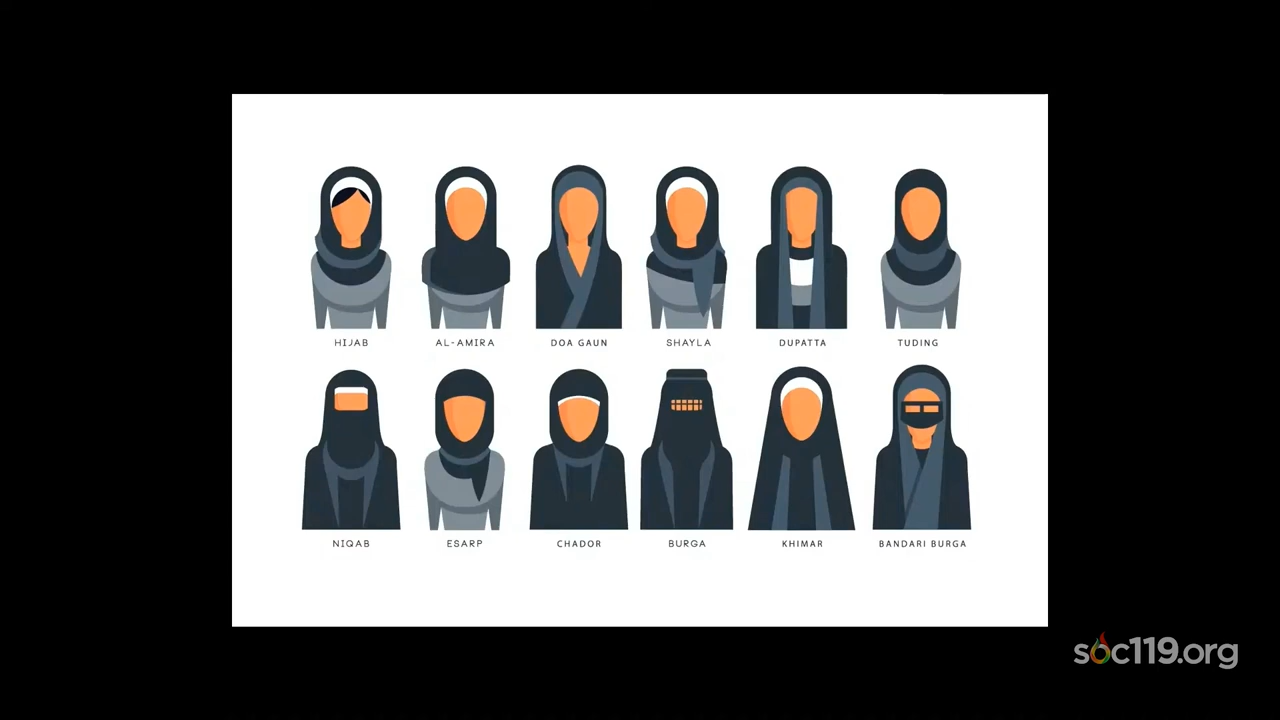 HIJAB AL-AMIRA DOA GAUN SHAYLA DUPATTA TUDING
NIQAB ESARP CHADOR BURGA KHIMAR BANDARI BURGA
soc119.org